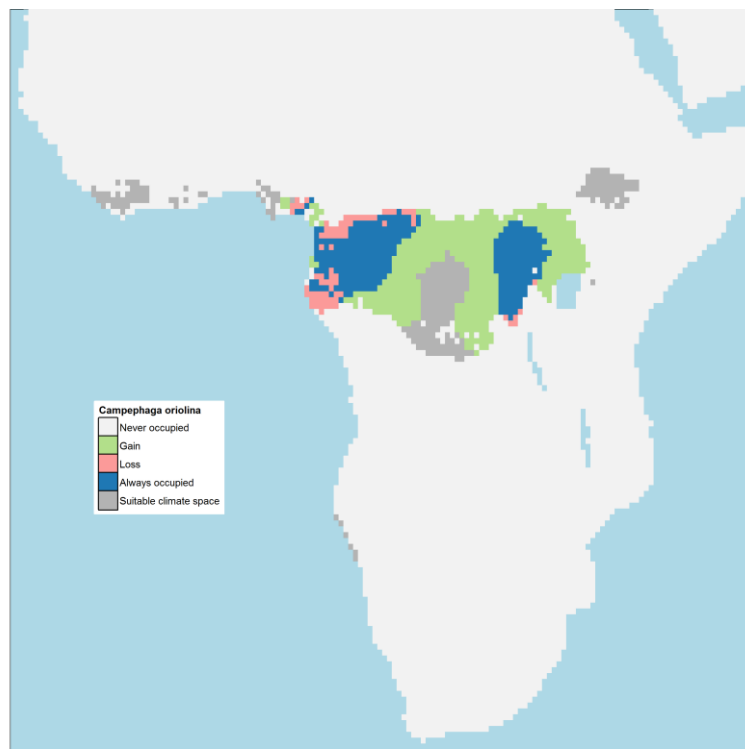 Campephaga oriolina
Never occupied
Gain
Loss
Always occupied
Suitable climate space